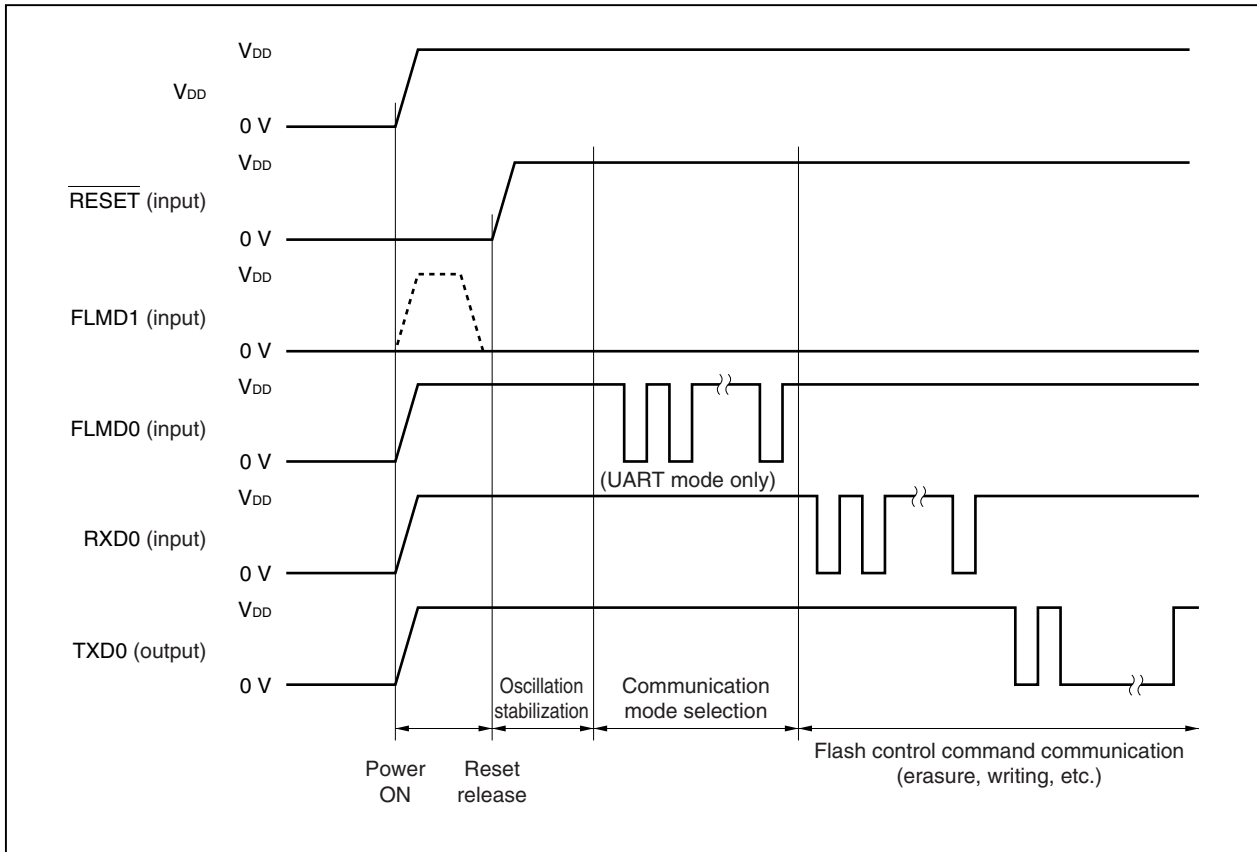 VDD
VDD
0 V
VDD
RESET (input)
0 V
VDD
FLMD1 (input)
0 V
VDD
FLMD0 (input)
0 V
(UART mode only)
VDD
RXD0 (input)
0 V
VDD
TXD0 (output)
0 V
Oscillation
stabilization
Communication
mode selection
Flash control command communication
(erasure, writing, etc.)
Power
ON
Reset
release